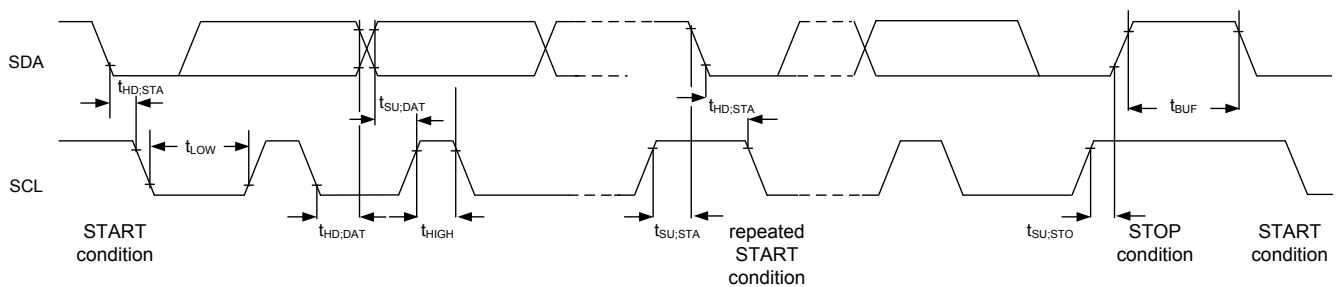 SDA
tHD;STA
tSU;DAT
tHD;STA
tBUF
tLOW
SCL
tHD;DAT
tHIGH
tSU;STA
tSU;STO
START
condition
repeated
START
condition
STOP
condition
START
condition